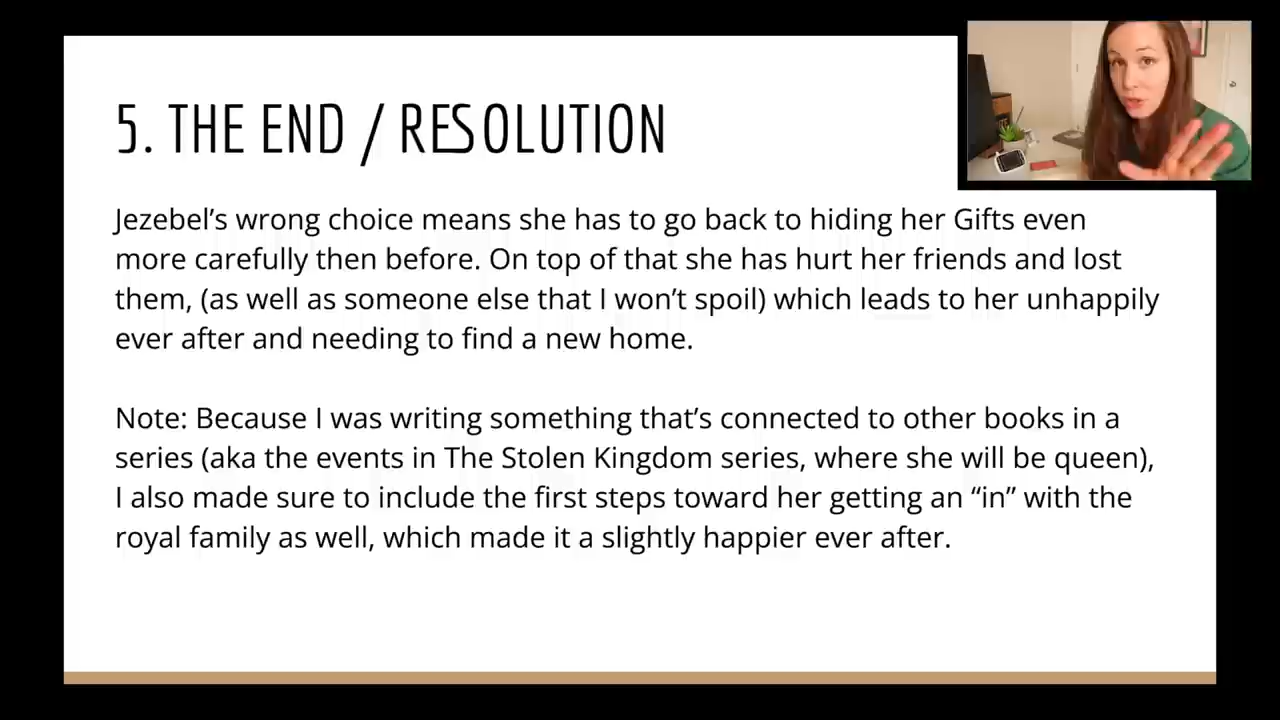 5. THE END / RESOLUTION
Jezebel’s wrong choice means she has to go back to hiding her Gifts even
more carefully then before. On top of that she has hurt her friends and lost
them, (as well as someone else that I won’t spoil) which leads to her unhappily
ever after and needing to find a new home.
Note: Because I was writing something that’s connected to other books in a
series (aka the events in The Stolen Kingdom series, where she will be queen),
I also made sure to include the first steps toward her getting an “in” with the
royal family as well, which made it a slightly happier ever after.